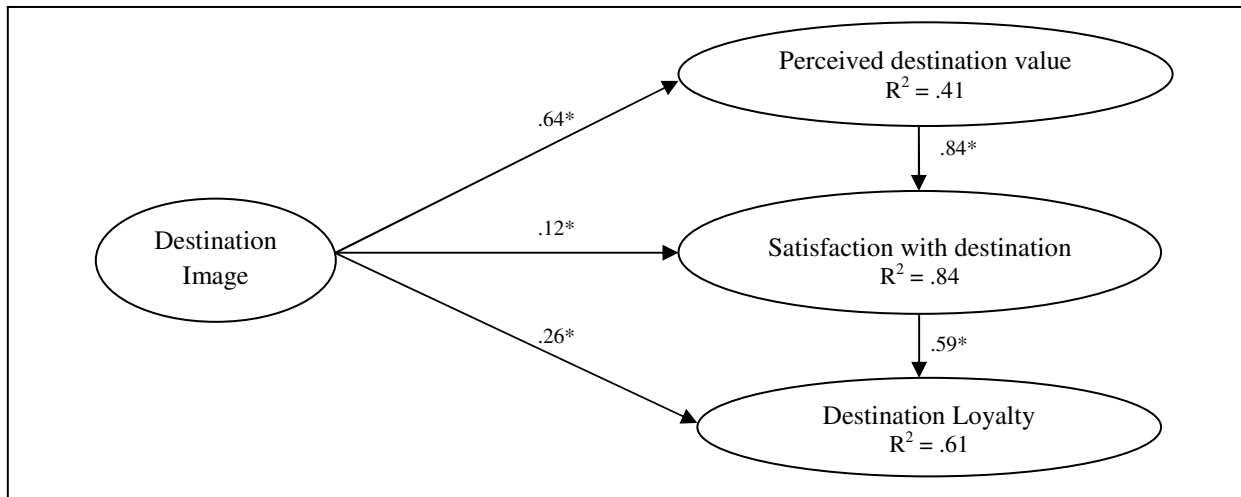 Perceived destination value
R² = .41
.64*
.84*
Destination
Image
.12*
Satisfaction with destination
R² = .84
.26*
.59*
Destination Loyalty
R² = .61